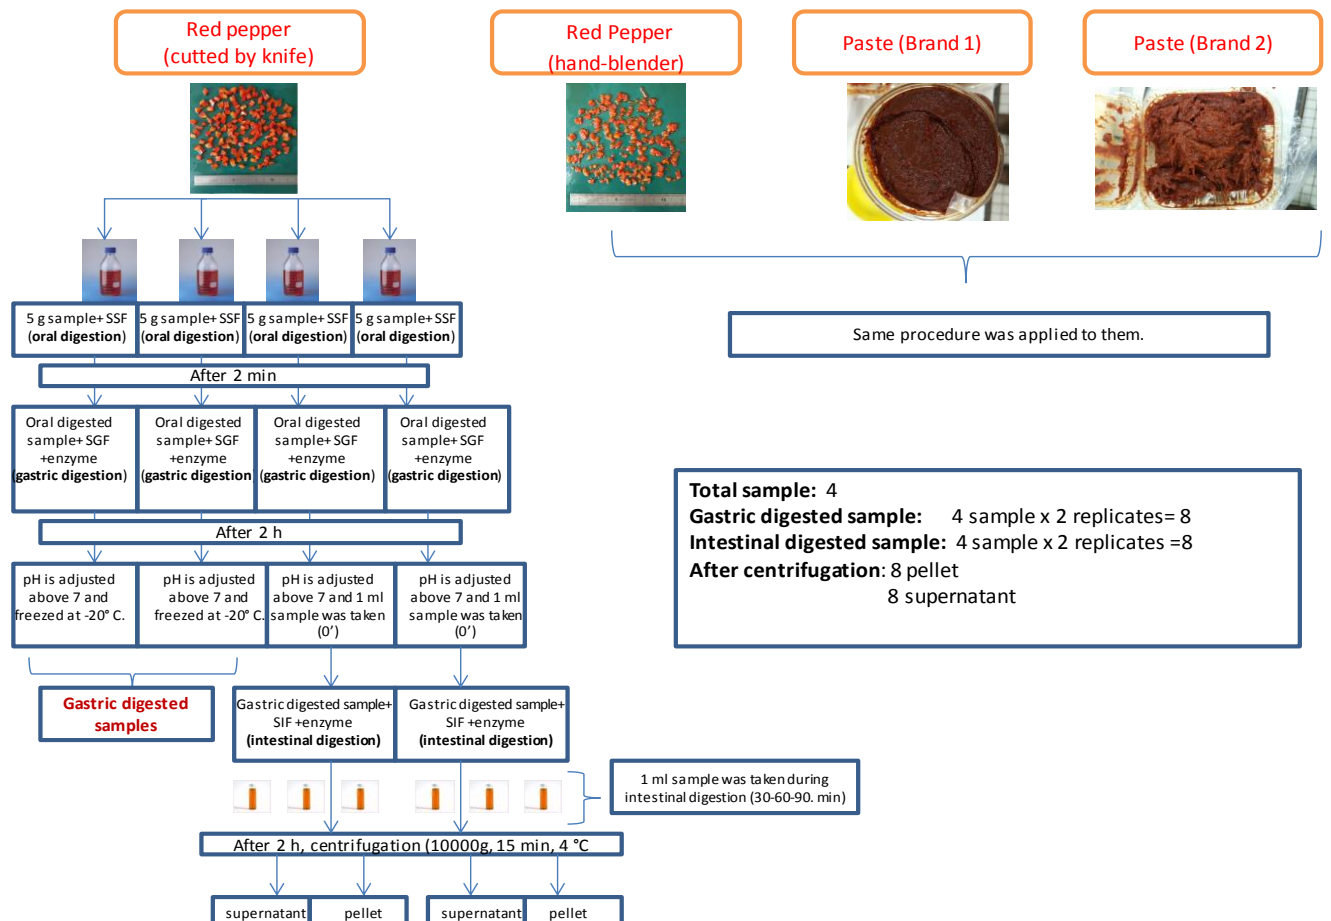 Red pepper
(cutted by knife)
Red Pepper
(hand-blender)
Paste (Brand 1)
Paste (Brand 2)
5 g sample+ SSF
(oral digestion)
5 g sample+ SSF
(oral digestion)
5 g sample+ SSF
(oral digestion)
5 g sample+ SSF
(oral digestion)
Same procedure was applied to them.
After 2 min
Oral digested
sample+ SGF
+enzyme
(gastric digestion)
Oral digested
sample+ SGF
+enzyme
(gastric digestion)
Oral digested
sample+ SGF
+enzyme
(gastric digestion)
Oral digested
sample+ SGF
+enzyme
(gastric digestion)
After 2 h
Total sample: 4
Gastric digested sample: 4 sample x 2 replicates= 8
Intestinal digested sample: 4 sample x 2 replicates =8
After centrifugation: 8 pellet
8 supernatant
pH is adjusted
above 7 and
freezed at -20° C.
pH is adjusted
above 7 and
freezed at -20° C.
pH is adjusted
above 7 and 1 ml
sample was taken
(0’)
pH is adjusted
above 7 and 1 ml
sample was taken
(0’)
Gastric digested
samples
Gastric digested sample+
SIF +enzyme
(intestinal digestion)
Gastric digested sample+
SIF +enzyme
(intestinal digestion)
1 ml sample was taken during
intestinal digestion (30-60-90. min)
After 2 h, centrifugation (10000g, 15 min, 4 °C
supernatant
pellet
supernatant
pellet